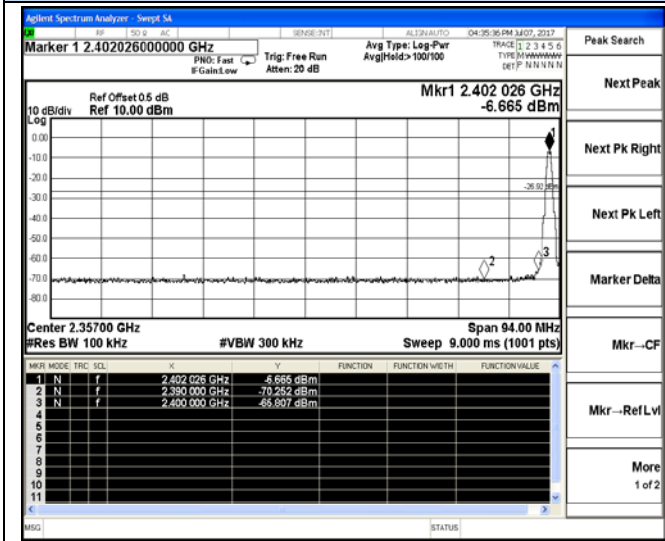 Agilent Spectrum Analyzer - Swept SA
RF 50 Ω AC SENSE:INT ALIGNAUTO 04:35:36 PM Jul 07, 2017
Marker 1 2.402026000000 GHz
PNO: Fast
IFGain:Low
Trig: Free Run
Atten: 20 dB
Avg Type: Log-Pwr
Avg|Hold:>100/100
TRACE 1 2 3 4 5 6
TYPE MWWWWW
DET P N N N N N
Peak Search
Next Peak
Next Pk Right
Next Pk Left
Marker Delta
Mkr→CF
Mkr→RefLvl
More
1 of 2
Ref Offset 0.5 dB
10 dB/div Ref 10.00 dBm
Log
Mkr1 2.402 026 GHz
-6.665 dBm
0.00
-10.0
-20.0
-30.0
-40.0
-50.0
-60.0
-70.0
-80.0
1
-26.92 dBm
2
3
Center 2.35700 GHz Span 94.00 MHz
#Res BW 100 kHz #VBW 300 kHz Sweep 9.000 ms (1001 pts)
MKR MODE TRC SCL X Y FUNCTION FUNCTION WIDTH FUNCTION VALUE
1 N f 2.402 026 GHz -6.665 dBm
2 N f 2.390 000 GHz -70.252 dBm
3 N f 2.400 000 GHz -65.807 dBm
4
5
6
7
8
9
10
11
MSG STATUS